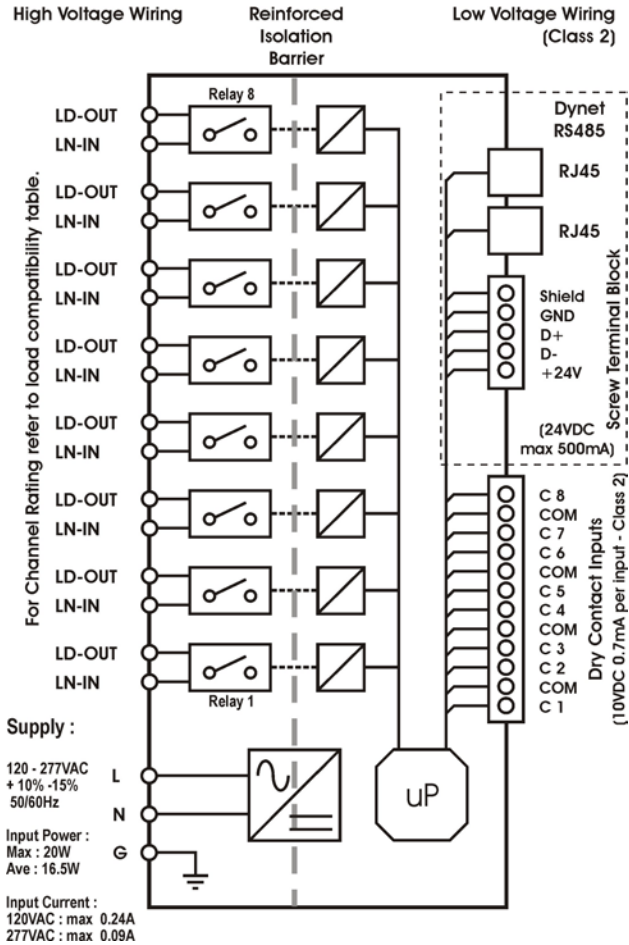 High Voltage Wiring
Reinforced
Isolation
Barrier
Low Voltage Wiring
(Class 2)
For Channel Rating refer to load compatibility table.
Relay 8
LD-OUT
LN-IN
LD-OUT
LN-IN
LD-OUT
LN-IN
LD-OUT
LN-IN
LD-OUT
LN-IN
LD-OUT
LN-IN
LD-OUT
LN-IN
LD-OUT
LN-IN
Relay 1
Dynet
RS485
RJ45
RJ45
Shield
GND
D+
D-
+24V
Screw Terminal Block
(24VDC
max 500mA)
C 8
COM
C 7
C 6
COM
C 5
C 4
COM
C 3
C 2
COM
C 1
Dry Contact Inputs
(10VDC 0.7mA per input - Class 2)
Supply :
120 - 277VAC
+ 10% -15%
50/60Hz
L
N
G
uP
Input Power :
Max : 20W
Ave : 16.5W
Input Current :
120VAC : max 0.24A
277VAC : max 0.09A